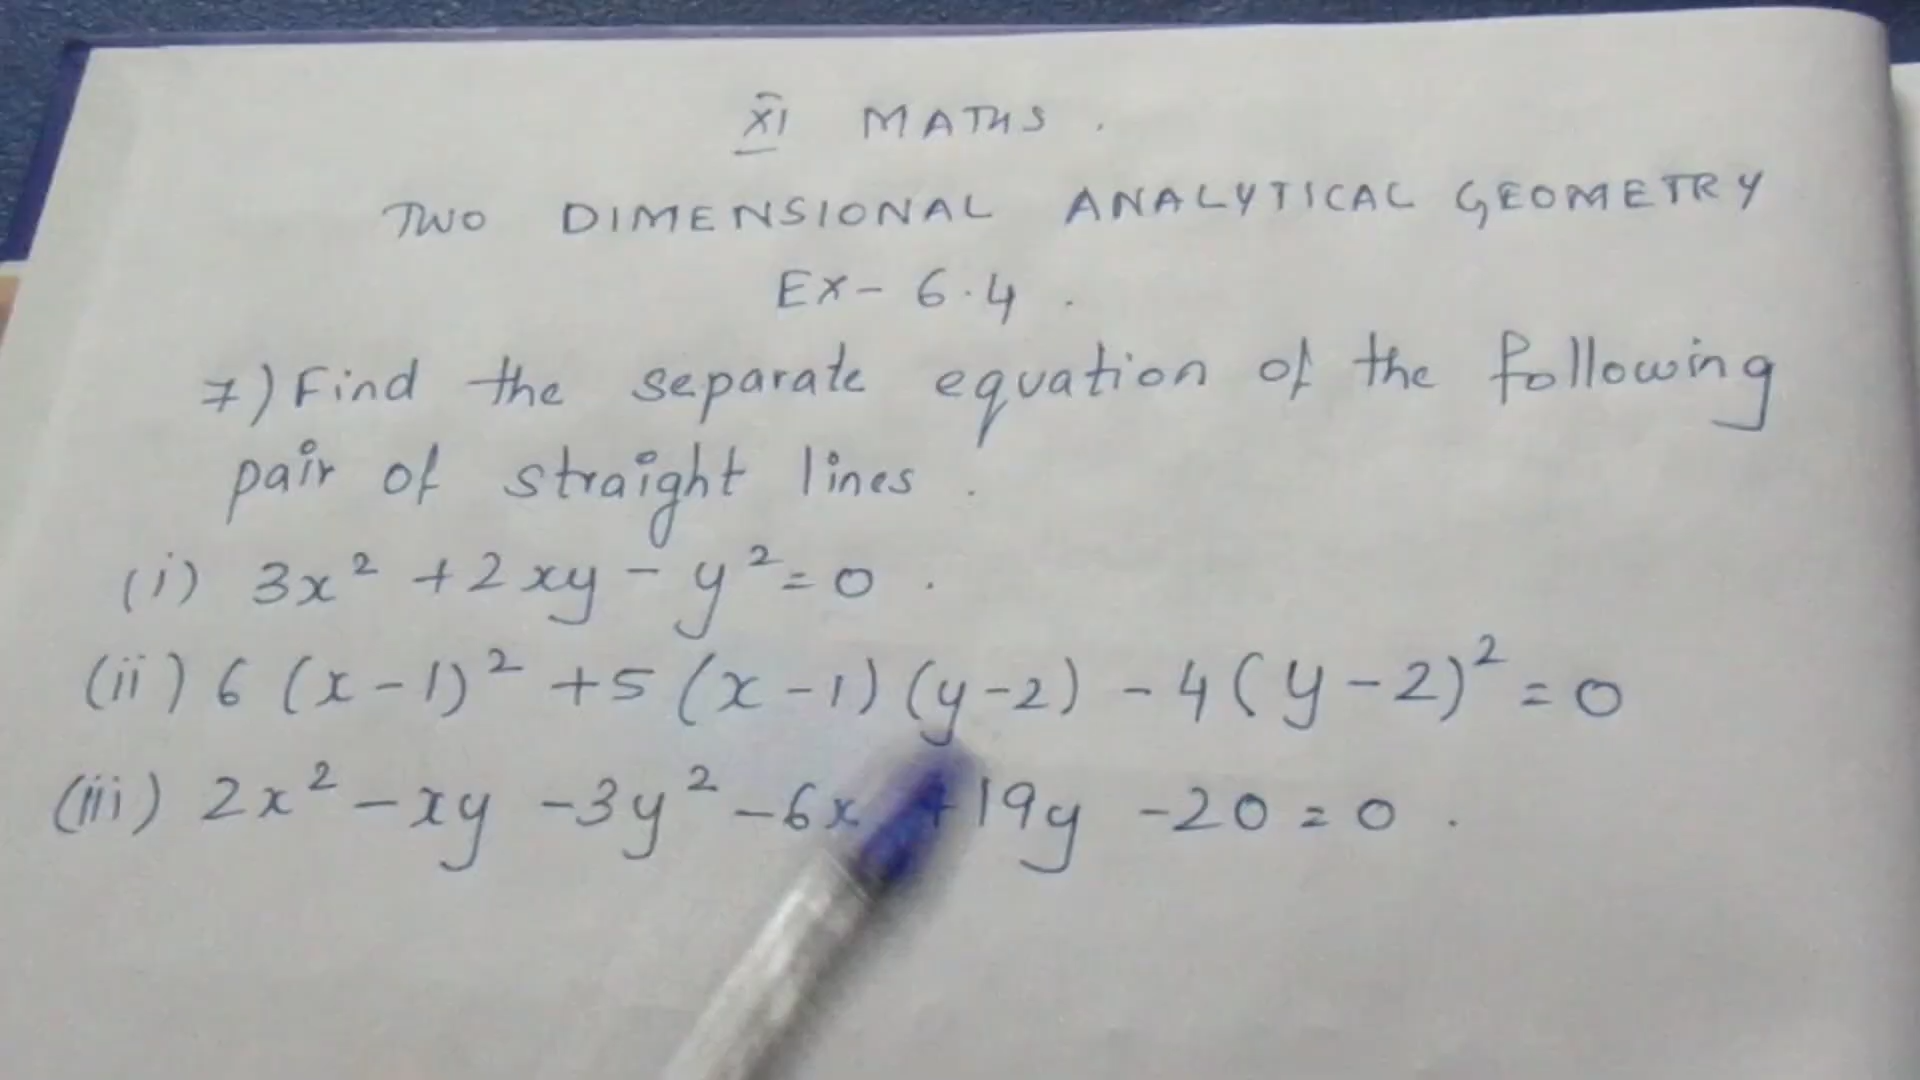 XI MATHS.
TWO DIMENSIONAL ANALYTICAL GEOMETRY
EX- 6.4.
7) Find the separate equation of the following
pair of straight lines.
(i) 3x² + 2xy - y² = 0.
(ii) 6 (x-1)² + 5 (x-1) (y-2) - 4 (y-2)² = 0
(iii) 2x² - xy - 3y² - 6x + 19y - 20 = 0.